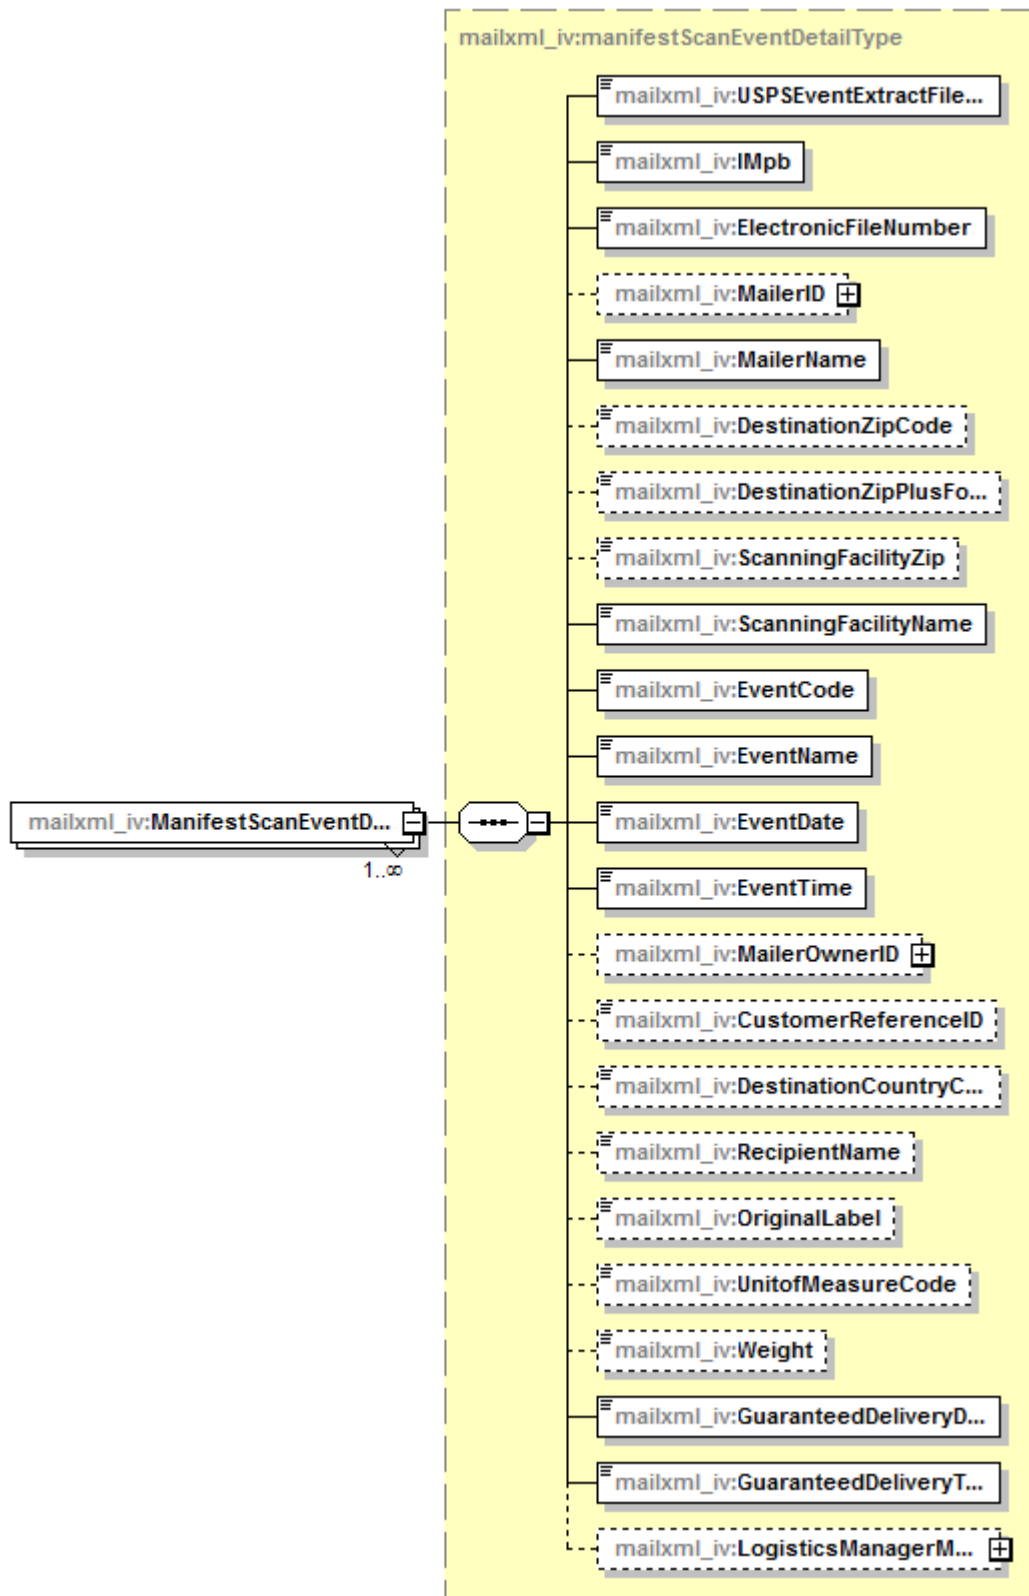 mailxml_iv:manifestScanEventDetailType
mailxml_iv:USPSEventExtractFile...
mailxml_iv:IMpb
mailxml_iv:ElectronicFileNumber
mailxml_iv:MailerID
mailxml_iv:MailerName
mailxml_iv:DestinationZipCode
mailxml_iv:DestinationZipPlusFo...
mailxml_iv:ScanningFacilityZip
mailxml_iv:ScanningFacilityName
mailxml_iv:EventCode
mailxml_iv:EventName
mailxml_iv:ManifestScanEventD...
1..∞
mailxml_iv:EventDate
mailxml_iv:EventTime
mailxml_iv:MailerOwnerID
mailxml_iv:CustomerReferenceID
mailxml_iv:DestinationCountryC...
mailxml_iv:RecipientName
mailxml_iv:OriginalLabel
mailxml_iv:UnitofMeasureCode
mailxml_iv:Weight
mailxml_iv:GuaranteedDeliveryD...
mailxml_iv:GuaranteedDeliveryT...
mailxml_iv:LogisticsManagerM...